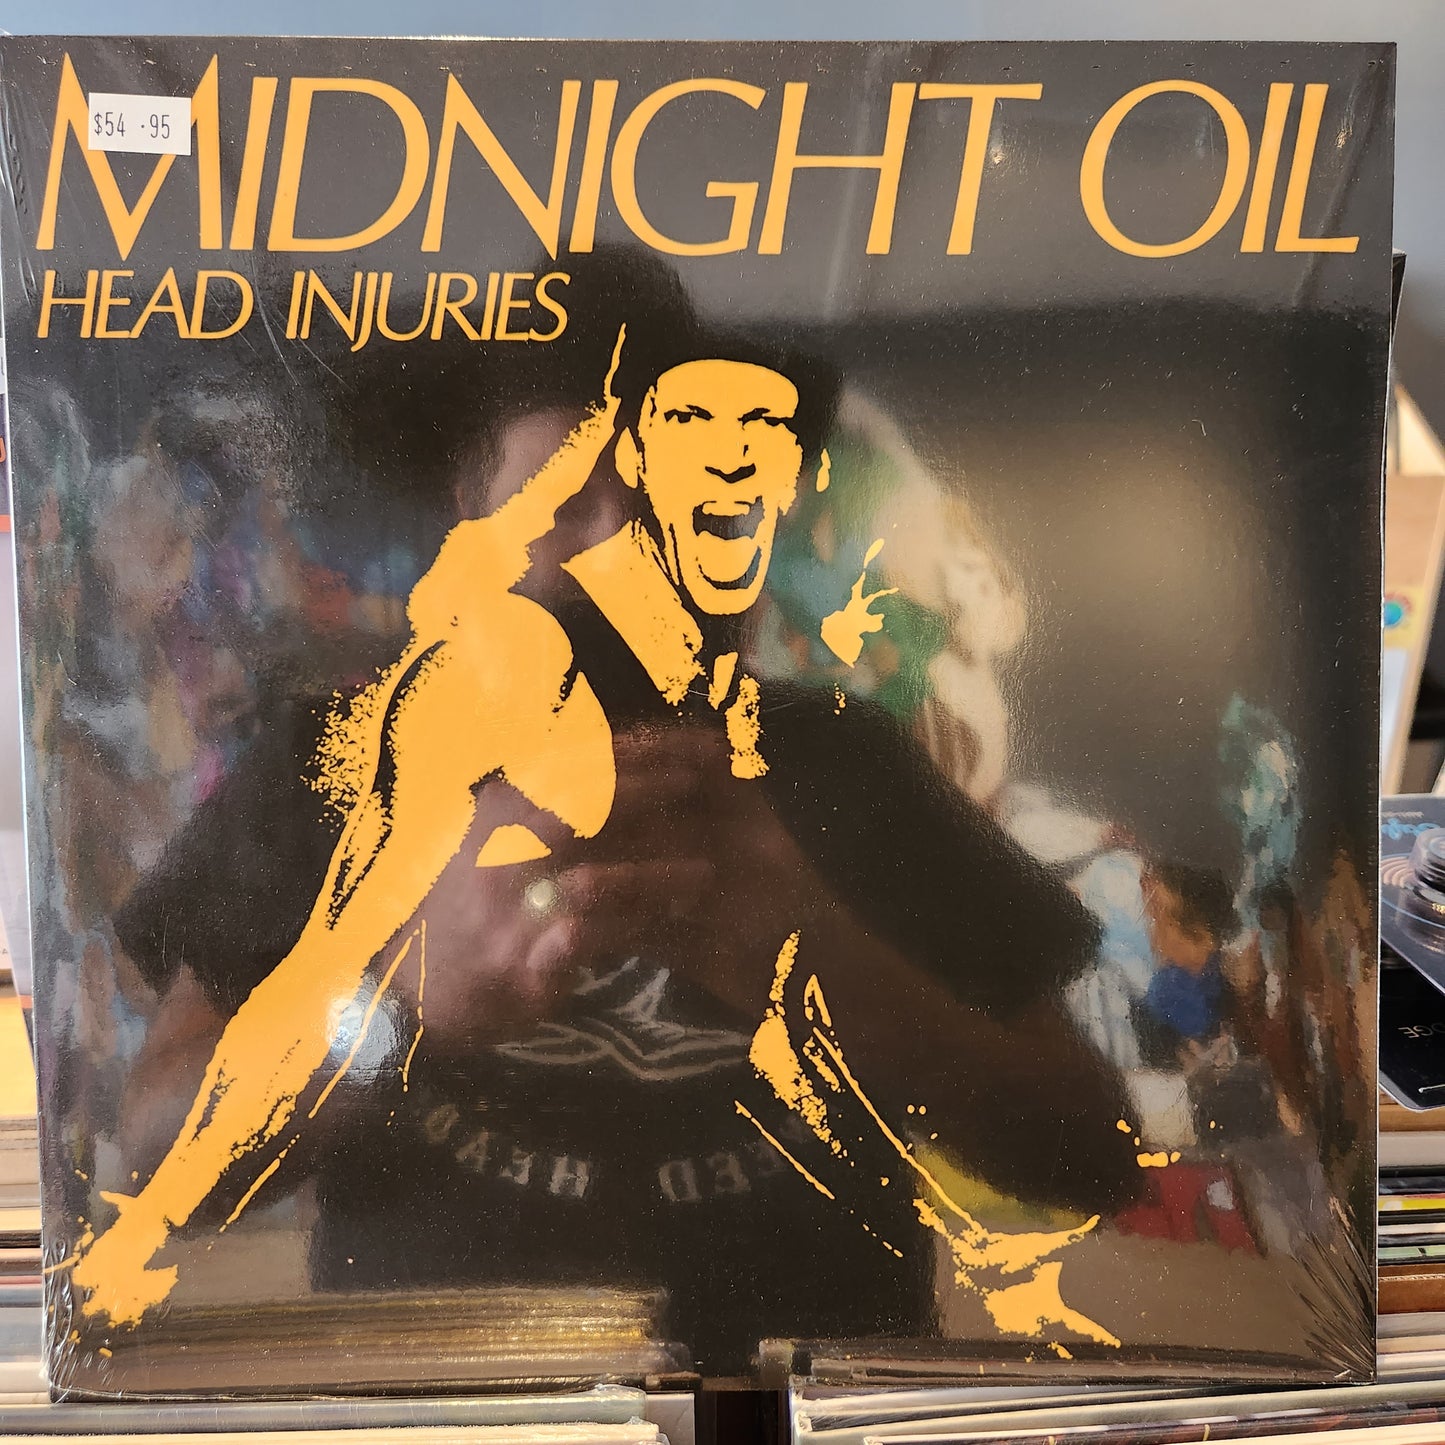 MIDNIGHT OIL
$54.95
HEAD INJURIES